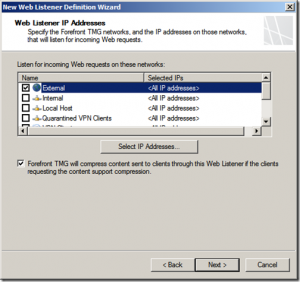 New Web Listener Definition Wizard
Web Listener IP Addresses
Specify the Forefront TMG networks, and the IP addresses on those networks,
that will listen for incoming Web requests.
Listen for incoming Web requests on these networks:
Name Selected IPs
External <All IP addresses>
Internal <All IP addresses>
Local Host <All IP addresses>
Quarantined VPN Clients <All IP addresses>
Select IP Addresses...
Forefront TMG will compress content sent to clients through this Web Listener if the clients
requesting the content support compression.
< Back Next > Cancel